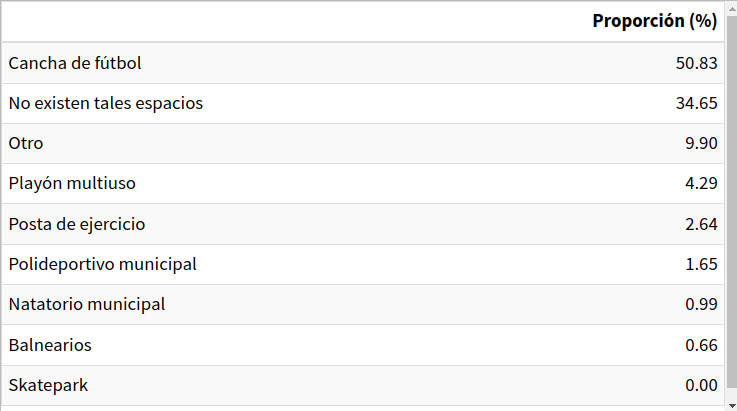 Proporción (%)
Cancha de fútbol 50.83
No existen tales espacios 34.65
Otro 9.90
Playón multiuso 4.29
Posta de ejercicio 2.64
Polideportivo municipal 1.65
Natatorio municipal 0.99
Balnearios 0.66
Skatepark 0.00